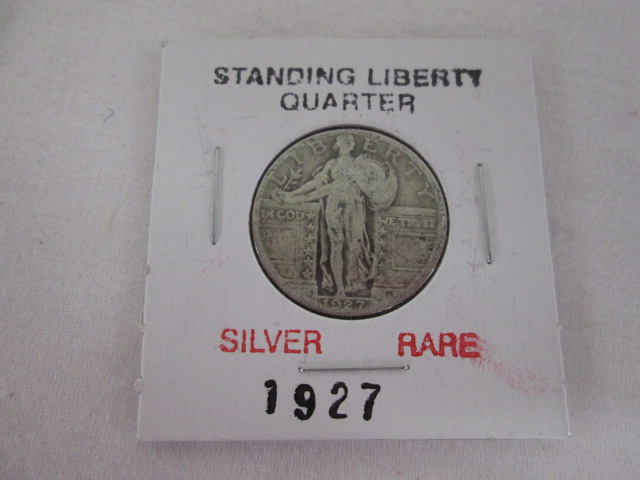 STANDING LIBERTY
QUARTER
LIBERTY
IN GOD WE TRUST
1927
SILVER RARE
1927